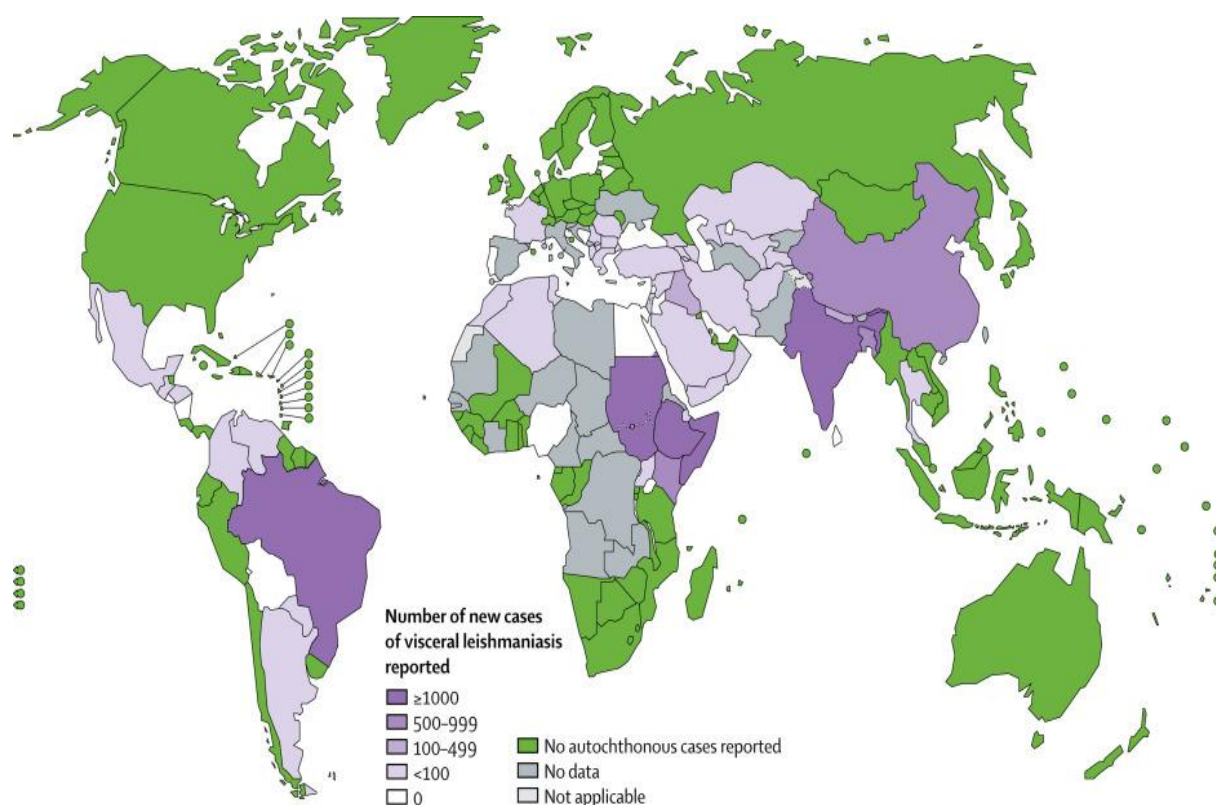 Number of new cases
of visceral leishmaniasis
reported
≥1000
500–999
100–499
<100
0
No autochthonous cases reported
No data
Not applicable